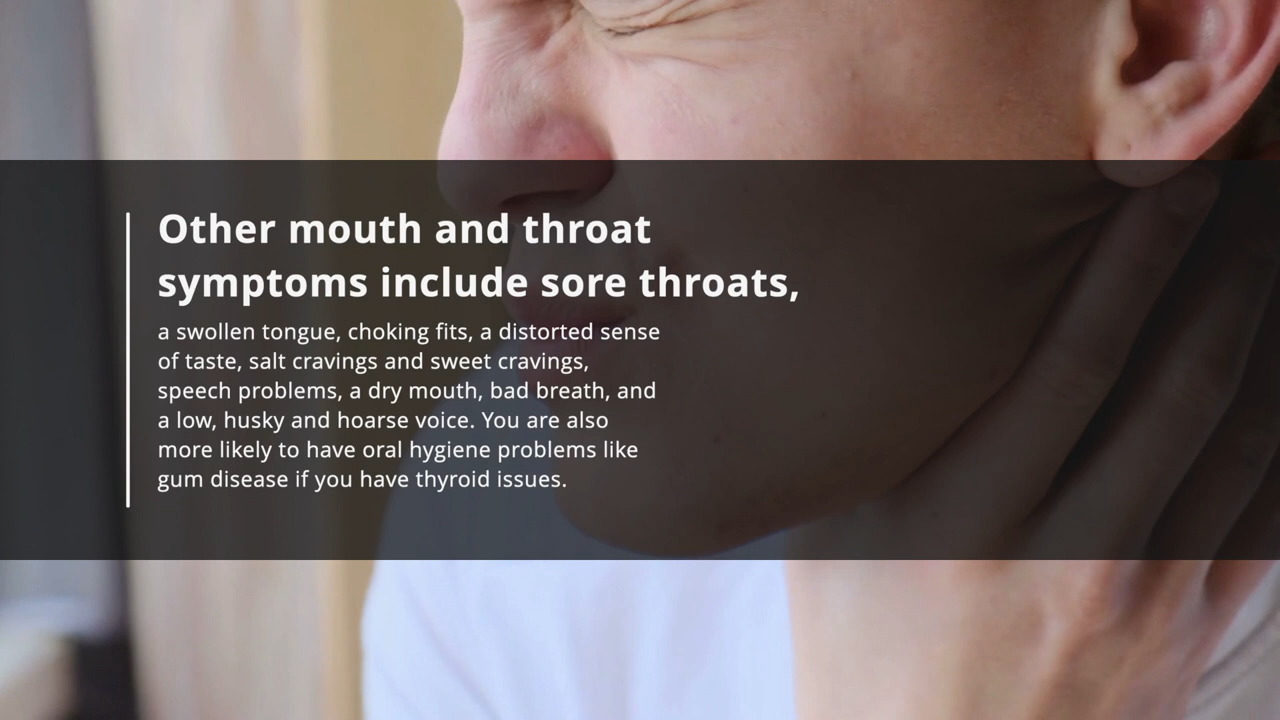 Other mouth and throat
symptoms include sore throats,
a swollen tongue, choking fits, a distorted sense
of taste, salt cravings and sweet cravings,
speech problems, a dry mouth, bad breath, and
a low, husky and hoarse voice. You are also
more likely to have oral hygiene problems like
gum disease if you have thyroid issues.